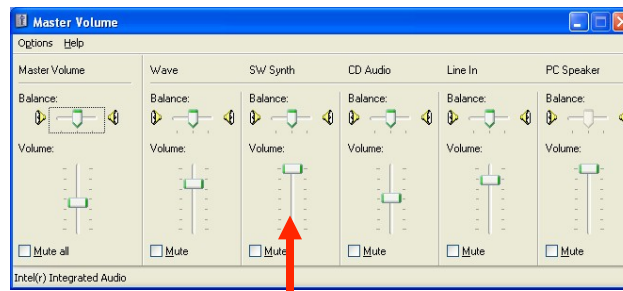 Master Volume
Options Help
Master Volume Wave SW Synth CD Audio Line In PC Speaker
Balance: Balance: Balance: Balance: Balance: Balance:
Volume: Volume: Volume: Volume: Volume: Volume:
Mute all Mute Mute Mute Mute Mute
Intel(r) Integrated Audio